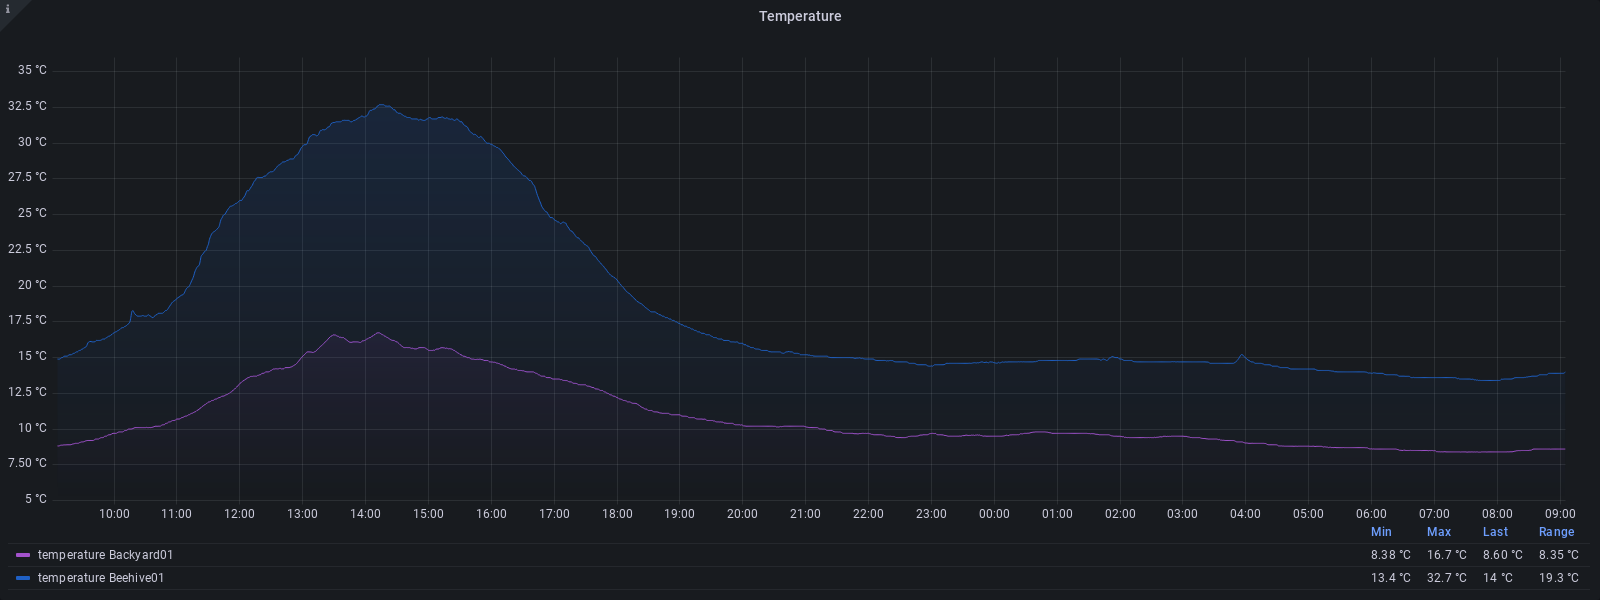 i
Temperature
35 °C
32.5 °C
30 °C
27.5 °C
25 °C
22.5 °C
20 °C
17.5 °C
15 °C
12.5 °C
10 °C
7.50 °C
5 °C
10:00 11:00 12:00 13:00 14:00 15:00 16:00 17:00 18:00 19:00 20:00 21:00 22:00 23:00 00:00 01:00 02:00 03:00 04:00 05:00 06:00 07:00 08:00 09:00
Min Max Last Range
temperature Backyard01 8.38 °C 16.7 °C 8.60 °C 8.35 °C
temperature Beehive01 13.4 °C 32.7 °C 14 °C 19.3 °C